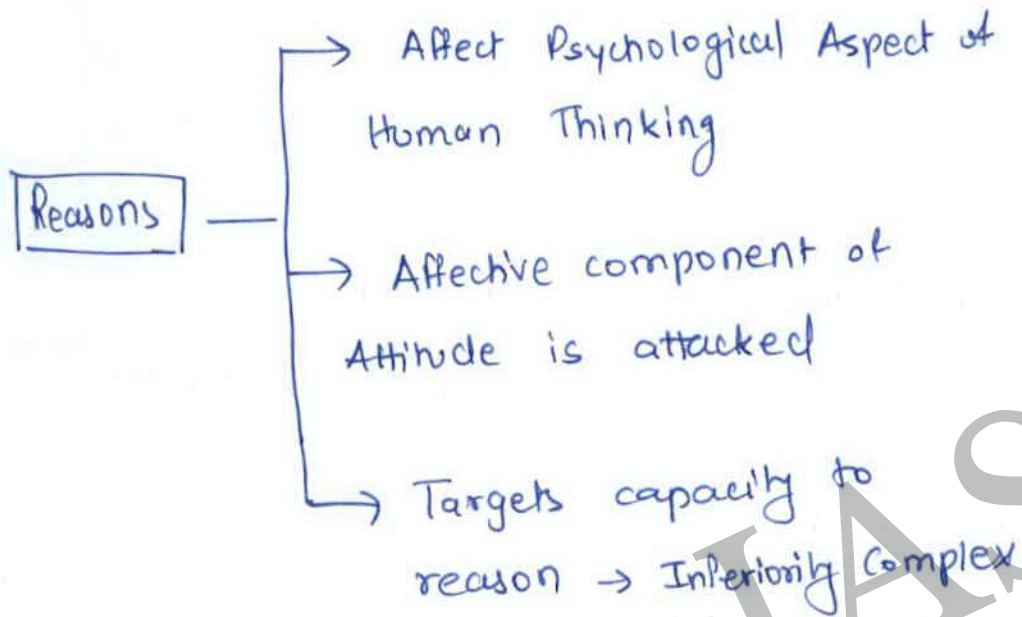 → Affect Psychological Aspect of
Human Thinking
Reasons
→ Affective component of
Attitude is attacked
→ Targets capacity to
reason → Inferiority Complex
IAS